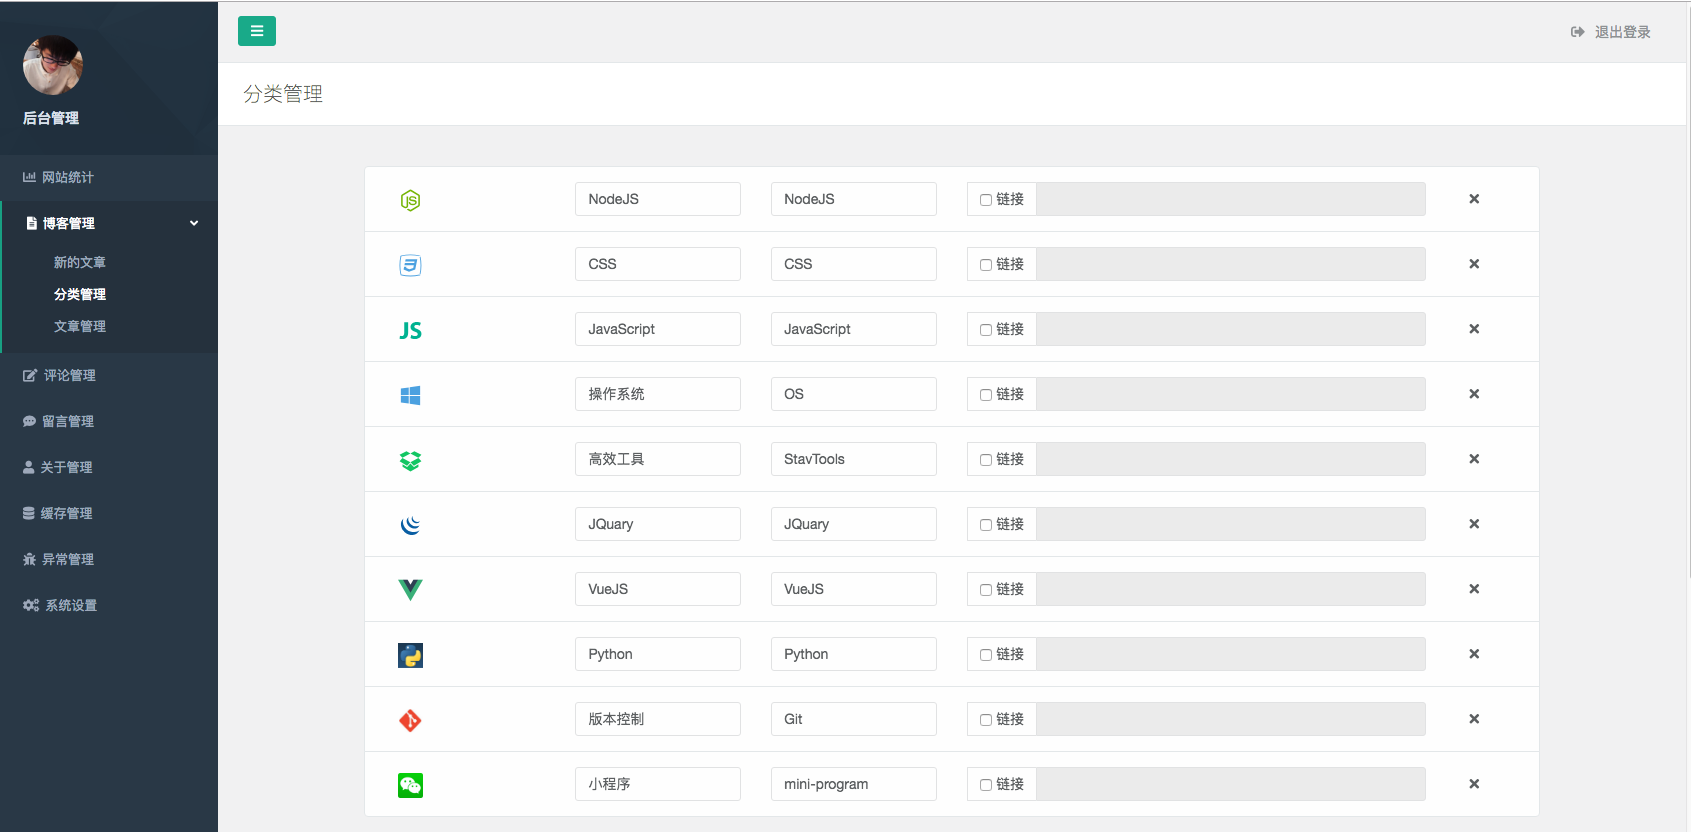 退出登录
后台管理
网站统计
博客管理
新的文章
分类管理
文章管理
评论管理
留言管理
关于管理
缓存管理
异常管理
系统设置
分类管理
JS NodeJS NodeJS 链接
CSS CSS 链接
JS JavaScript JavaScript 链接
操作系统 OS 链接
高效工具 StavTools 链接
JQuary JQuary 链接
VueJS VueJS 链接
Python Python 链接
版本控制 Git 链接
小程序 mini-program 链接